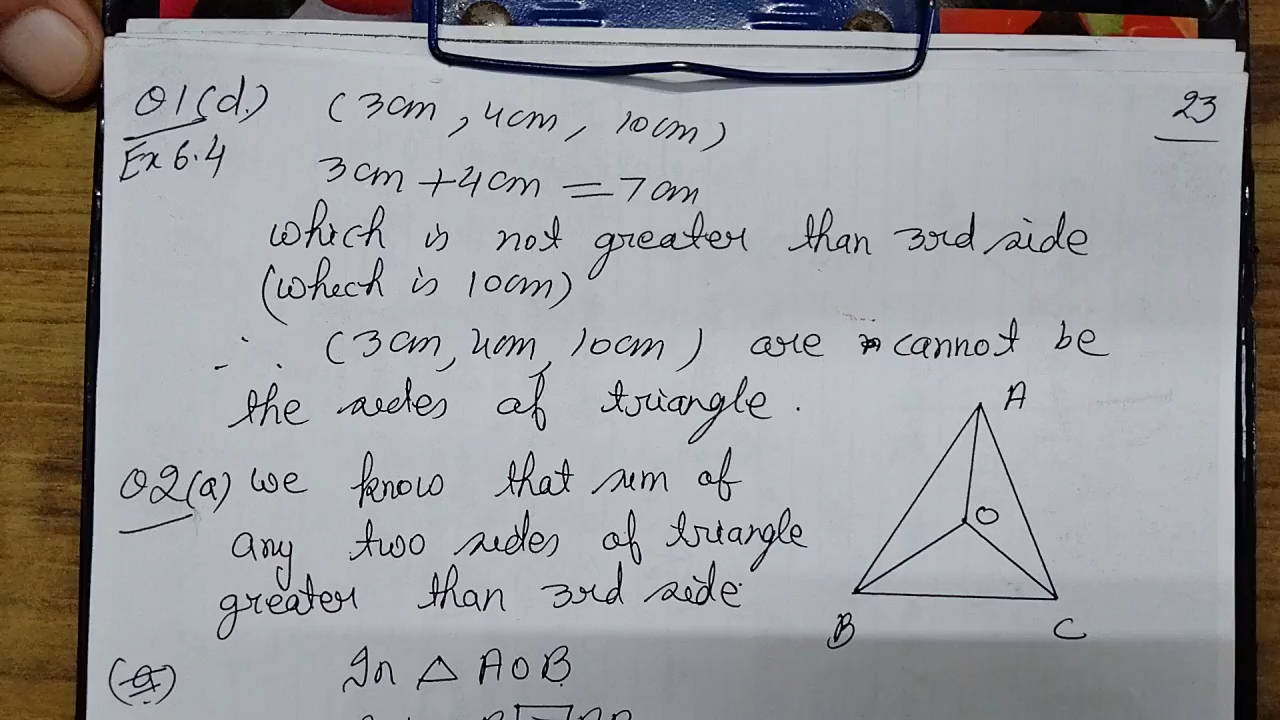 Q1(d.) (3cm, 4cm, 10cm) 23
Ex 6.4
3cm + 4cm = 7cm
which is not greater than 3rd side
(which is 10cm)
∴ (3cm, 4cm, 10cm) are cannot be
the sides of triangle.
A
Q2(a) we know that sum of
any two sides of triangle
O
greater than 3rd side.
B C
In △ AOB